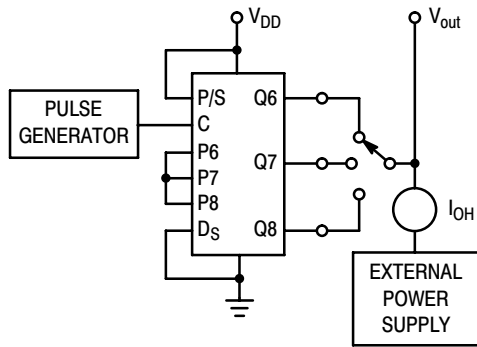 VDD
Vout
P/S
Q6
PULSE
GENERATOR
C
P6
P7
Q7
P8
DS
Q8
IOH
EXTERNAL
POWER
SUPPLY